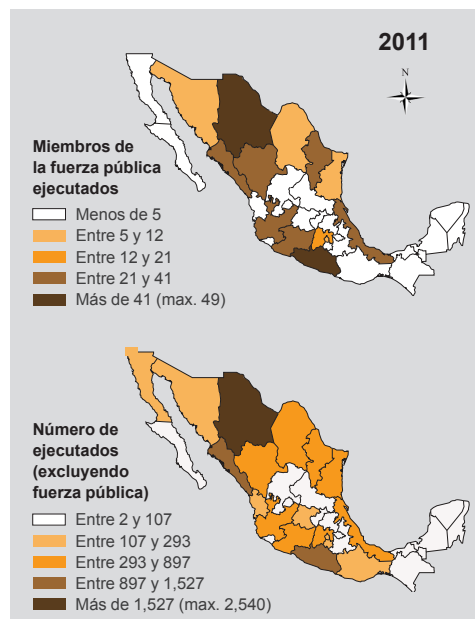 2011
N
Miembros de
la fuerza pública
ejecutados
Menos de 5
Entre 5 y 12
Entre 12 y 21
Entre 21 y 41
Más de 41 (max. 49)
Número de
ejecutados
(excluyendo
fuerza pública)
Entre 2 y 107
Entre 107 y 293
Entre 293 y 897
Entre 897 y 1,527
Más de 1,527 (max. 2,540)